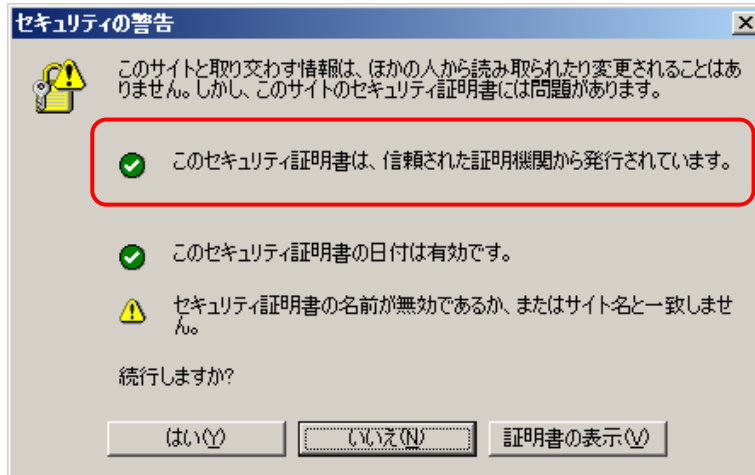 セキュリティの警告
このサイトと取り交わす情報は、ほかの人から読み取られたり変更されることはあ
りません。しかし、このサイトのセキュリティ証明書には問題があります。
このセキュリティ証明書は、信頼された証明機関から発行されています。
このセキュリティ証明書の日付は有効です。
セキュリティ証明書の名前が無効であるか、またはサイト名と一致しませ
ん。
続行しますか?
はい(Y) いいえ(N) 証明書の表示(V)